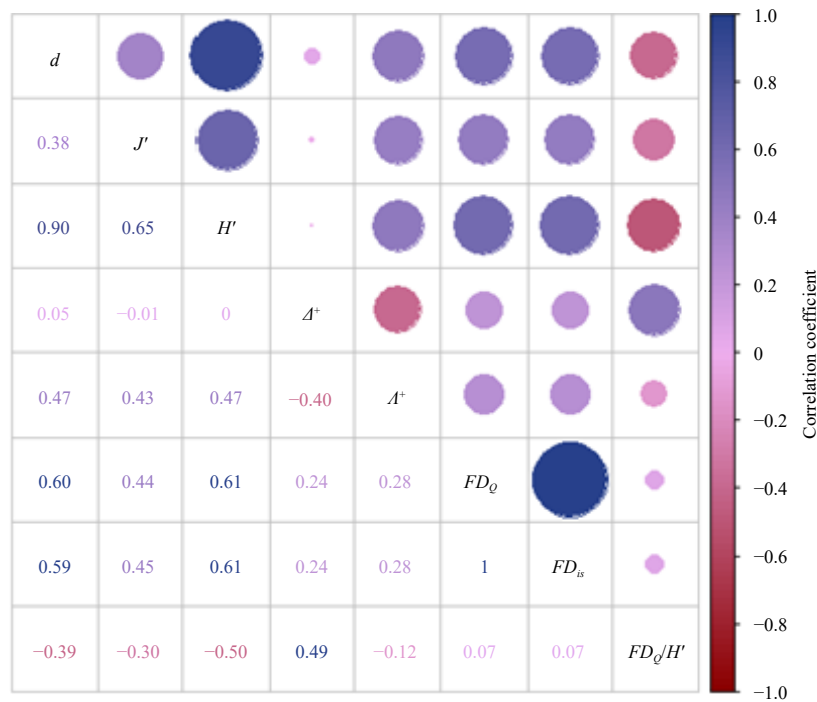 d
0.38 J′
0.90 0.65 H′
0.05 −0.01 0 Δ⁺
0.47 0.43 0.47 −0.40 Λ⁺
0.60 0.44 0.61 0.24 0.28 FD_Q
0.59 0.45 0.61 0.24 0.28 1 FD_is
−0.39 −0.30 −0.50 0.49 −0.12 0.07 0.07 FD_Q/H′
1.0
0.8
0.6
0.4
0.2
0
−0.2
−0.4
−0.6
−0.8
−1.0
Correlation coefficient